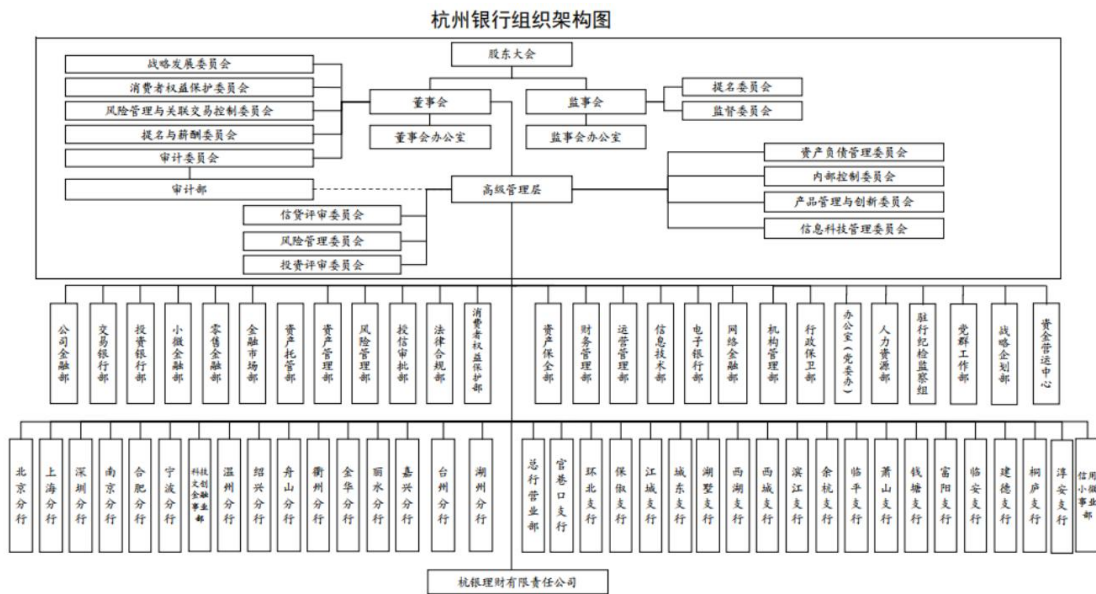 杭州银行组织架构图
股东大会
战略发展委员会
消费者权益保护委员会
风险管理与关联交易控制委员会
提名与薪酬委员会
审计委员会
审计部
董事会
董事会办公室
监事会
监事会办公室
提名委员会
监督委员会
高级管理层
信贷评审委员会
风险管理委员会
投资评审委员会
资产负债管理委员会
内部控制委员会
产品管理与创新委员会
信息科技管理委员会
公司金融部
交易银行部
投资银行部
小微金融部
零售金融部
金融市场部
资产托管部
资产管理部
风险管理部
授信审批部
法律合规部
消费者权益保护部
资产保全部
财务管理部
运营管理部
信息技术部
电子银行部
网络金融部
机构管理部
行政保卫部
办公室（党委办）
人力资源部
驻行纪检监察组
党群工作部
战略企划部
资金营运中心
北京分行
上海分行
深圳分行
南京分行
合肥分行
宁波分行
科技文创金融事业部
温州分行
绍兴分行
舟山分行
衢州分行
金华分行
丽水分行
嘉兴分行
台州分行
湖州分行
总行营业部
官巷口支行
环北支行
保俶支行
江城支行
城东支行
湖墅支行
西湖支行
西城支行
滨江支行
余杭支行
临平支行
萧山支行
钱塘支行
富阳支行
临安支行
建德支行
桐庐支行
淳安支行
信用小微事业部
杭银理财有限责任公司